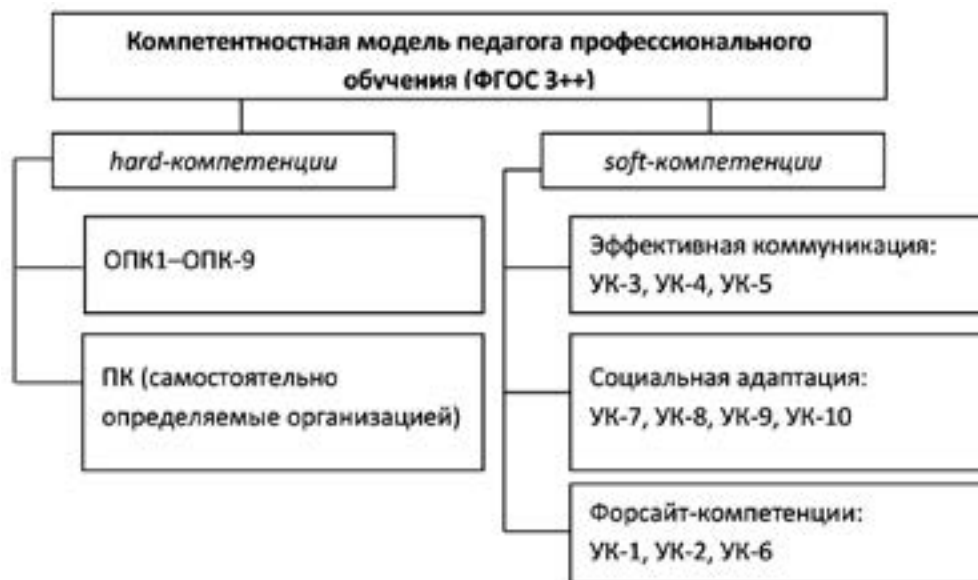 Компетентностная модель педагога профессионального
обучения (ФГОС 3++)
hard-компетенции
ОПК1–ОПК-9
ПК (самостоятельно
определяемые организацией)
soft-компетенции
Эффективная коммуникация:
УК-3, УК-4, УК-5
Социальная адаптация:
УК-7, УК-8, УК-9, УК-10
Форсайт-компетенции:
УК-1, УК-2, УК-6